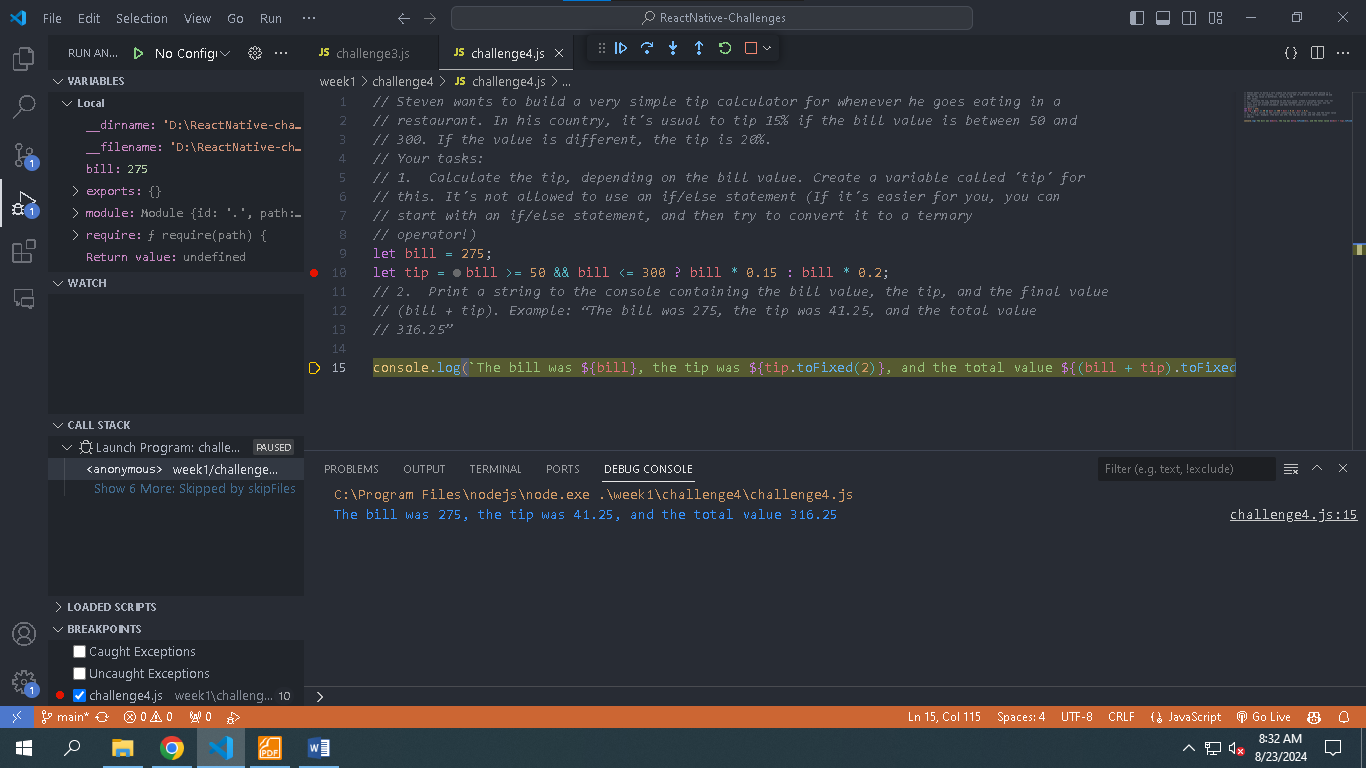 File Edit Selection View Go Run ··· ReactNative-Challenges
RUN AN... No Config
JS challenge3.js JS challenge4.js
week1 > challenge4 > JS challenge4.js > ...
VARIABLES
Local
__dirname: 'D:\ReactNative-cha...
__filename: 'D:\ReactNative-ch...
bill: 275
exports: {}
module: Module {id: '.', path:...
require: ƒ require(path) {
Return value: undefined
WATCH
CALL STACK
Launch Program: challe... PAUSED
<anonymous> week1/challenge...
Show 6 More: Skipped by skipFiles
LOADED SCRIPTS
BREAKPOINTS
Caught Exceptions
Uncaught Exceptions
challenge4.js week1\challeng... 10
1 // Steven wants to build a very simple tip calculator for whenever he goes eating in a
2 // restaurant. In his country, it's usual to tip 15% if the bill value is between 50 and
3 // 300. If the value is different, the tip is 20%.
4 // Your tasks:
5 // 1.  Calculate the tip, depending on the bill value. Create a variable called 'tip' for
6 // this. It's not allowed to use an if/else statement (If it's easier for you, you can
7 // start with an if/else statement, and then try to convert it to a ternary
8 // operator!)
9 let bill = 275;
10 let tip = bill >= 50 && bill <= 300 ? bill * 0.15 : bill * 0.2;
11 // 2.  Print a string to the console containing the bill value, the tip, and the final value
12 // (bill + tip). Example: “The bill was 275, the tip was 41.25, and the total value
13 // 316.25”
14
15 console.log(`The bill was ${bill}, the tip was ${tip.toFixed(2)}, and the total value ${(bill + tip).toFixed
PROBLEMS OUTPUT TERMINAL PORTS DEBUG CONSOLE Filter (e.g. text, !exclude)
C:\Program Files\nodejs\node.exe .\week1\challenge4\challenge4.js
The bill was 275, the tip was 41.25, and the total value 316.25 challenge4.js:15
1
1
1
main* 0 0 0 Ln 15, Col 115 Spaces: 4 UTF-8 CRLF JavaScript Go Live
PDF
8:32 AM
8/23/2024